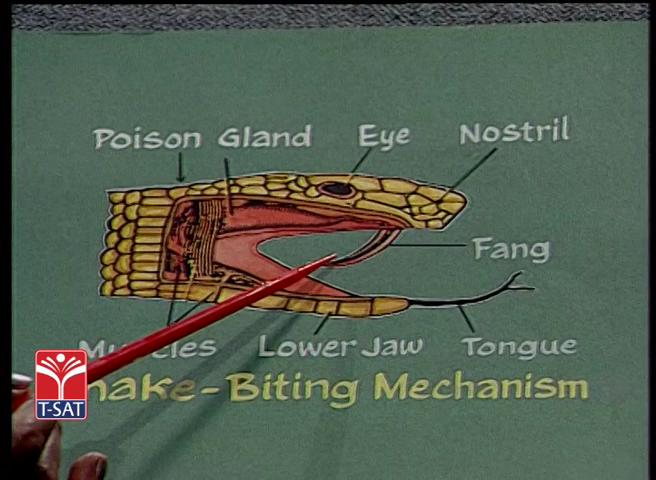 Poison Gland Eye Nostril
Fang
Lower Jaw Tongue
-Biting Mechanism
T-SAT